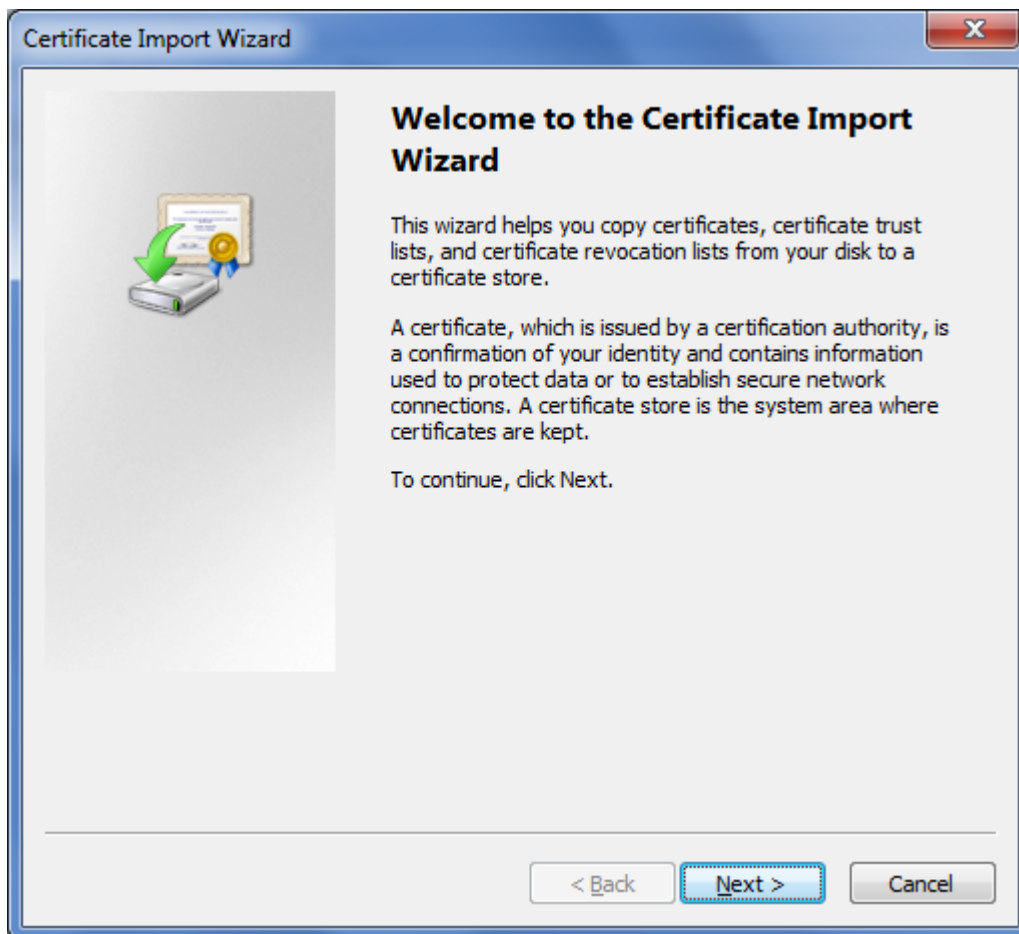 Certificate Import Wizard
Welcome to the Certificate Import
Wizard
This wizard helps you copy certificates, certificate trust
lists, and certificate revocation lists from your disk to a
certificate store.
A certificate, which is issued by a certification authority, is
a confirmation of your identity and contains information
used to protect data or to establish secure network
connections. A certificate store is the system area where
certificates are kept.
To continue, click Next.
< Back Next > Cancel